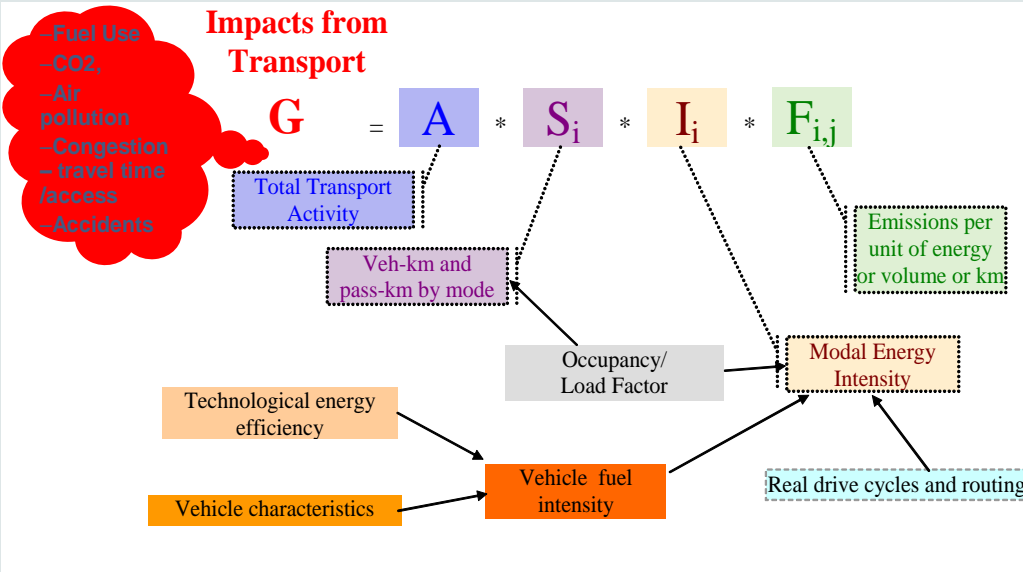 –Fuel Use
–CO2,
–Air
pollution
–Congestion
– travel time
/access
–Accidents
Impacts from
Transport
G = A * Sᵢ * Iᵢ * Fᵢ,ⱼ
Total Transport
Activity
Veh-km and
pass-km by mode
Emissions per
unit of energy
or volume or km
Occupancy/
Load Factor
Modal Energy
Intensity
Technological energy
efficiency
Vehicle fuel
intensity
Real drive cycles and routing
Vehicle characteristics